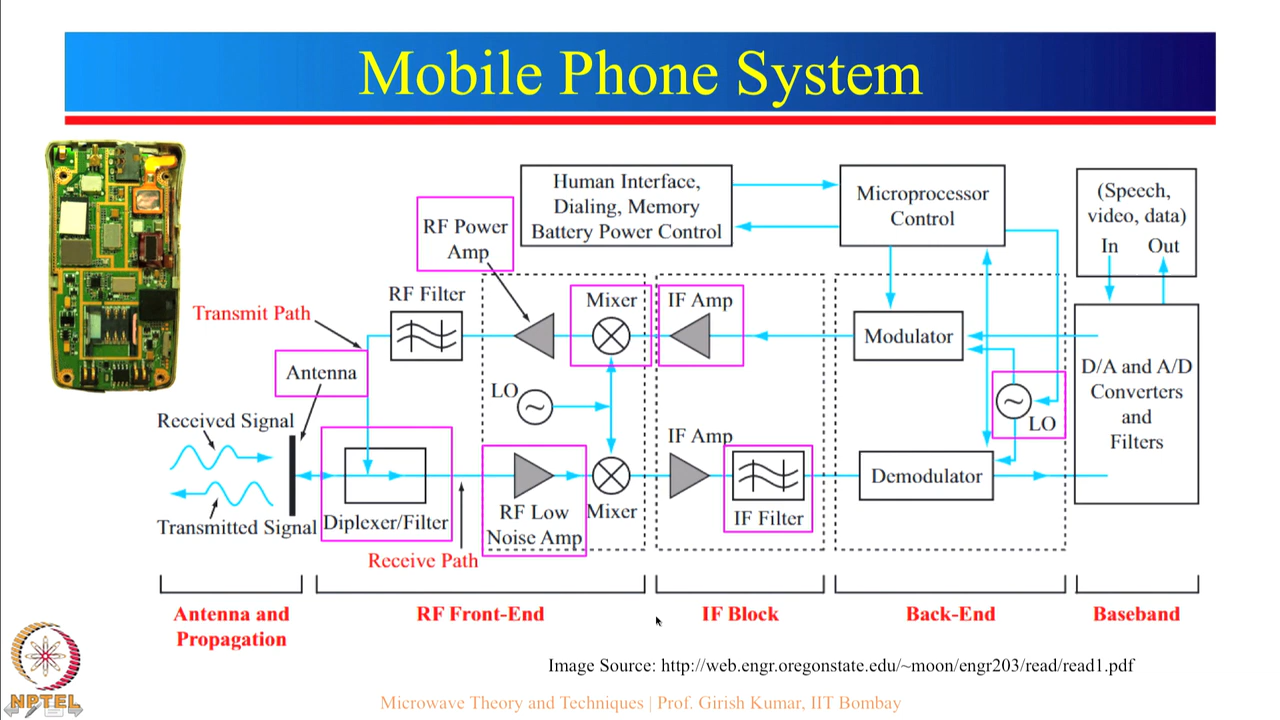 Mobile Phone System
Human Interface,
Dialing, Memory
Battery Power Control
Microprocessor
Control
(Speech,
video, data)
In Out
RF Power
Amp
RF Filter
Mixer
IF Amp
Transmit Path
Modulator
Antenna
LO
D/A and A/D
Converters
and
Filters
LO
Received Signal
IF Amp
Demodulator
Transmitted Signal
Diplexer/Filter
RF Low
Noise Amp
Mixer
IF Filter
Receive Path
Antenna and
Propagation
RF Front-End
IF Block
Back-End
Baseband
Image Source: http://web.engr.oregonstate.edu/~moon/engr203/read/read1.pdf
NPTEL
Microwave Theory and Techniques | Prof. Girish Kumar, IIT Bombay